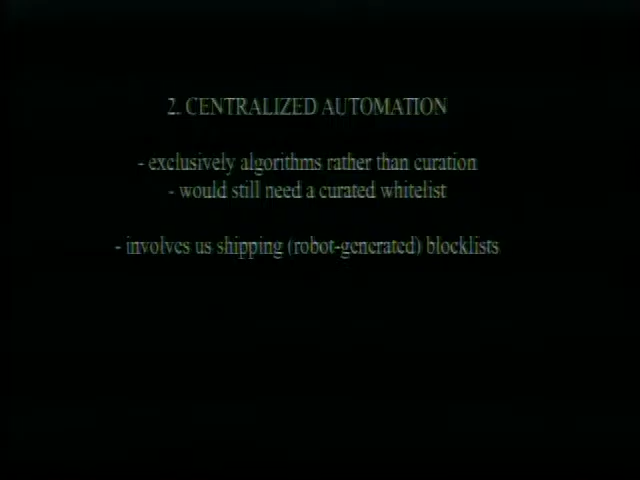 2. CENTRALIZED AUTOMATION
- exclusively algorithms rather than curation
- would still need a curated whitelist
- involves us shipping (robot-generated) blocklists